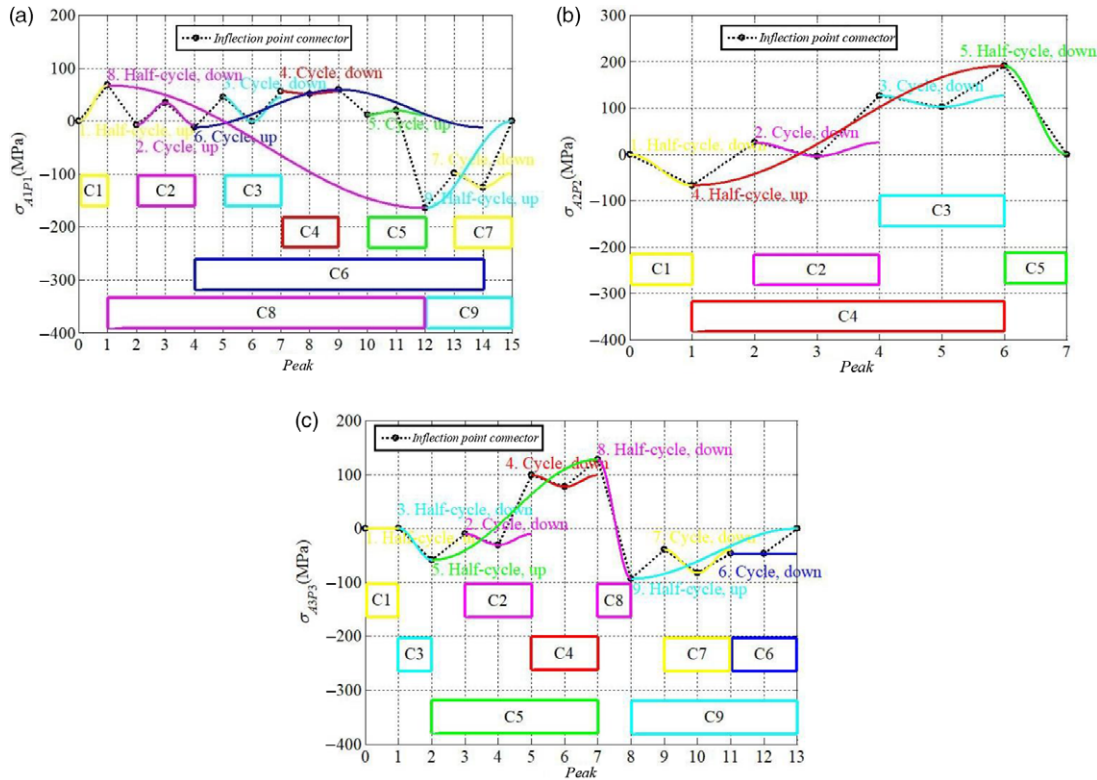 (a)
200
100
0
−100
−200
−300
−400
σA1P1 (MPa)
Inflection point connector
8. Half-cycle, down
3. Cycle, down
4. Cycle, down
1. Half-cycle, up
2. Cycle, up
6. Cycle, up
5. Cycle, up
7. Cycle, down
9. Half-cycle, up
C1
C2
C3
C4
C5
C7
C6
C8
C9
0 1 2 3 4 5 6 7 8 9 10 11 12 13 14 15
Peak
(b)
300
200
100
0
−100
−200
−300
−400
σA2P2 (MPa)
Inflection point connector
5. Half-cycle, down
3. Cycle, down
2. Cycle, down
1. Half-cycle, down
4. Half-cycle, up
C3
C1
C2
C5
C4
0 1 2 3 4 5 6 7
Peak
(c)
200
100
0
−100
−200
−300
−400
σA3P3 (MPa)
Inflection point connector
8. Half-cycle, down
4. Cycle, down
3. Half-cycle, down
2. Cycle, down
1. Half-cycle, up
7. Cycle, down
5. Half-cycle, up
6. Cycle, down
9. Half-cycle, up
C1
C2
C8
C3
C4
C7
C6
C5
C9
0 1 2 3 4 5 6 7 8 9 10 11 12 13
Peak